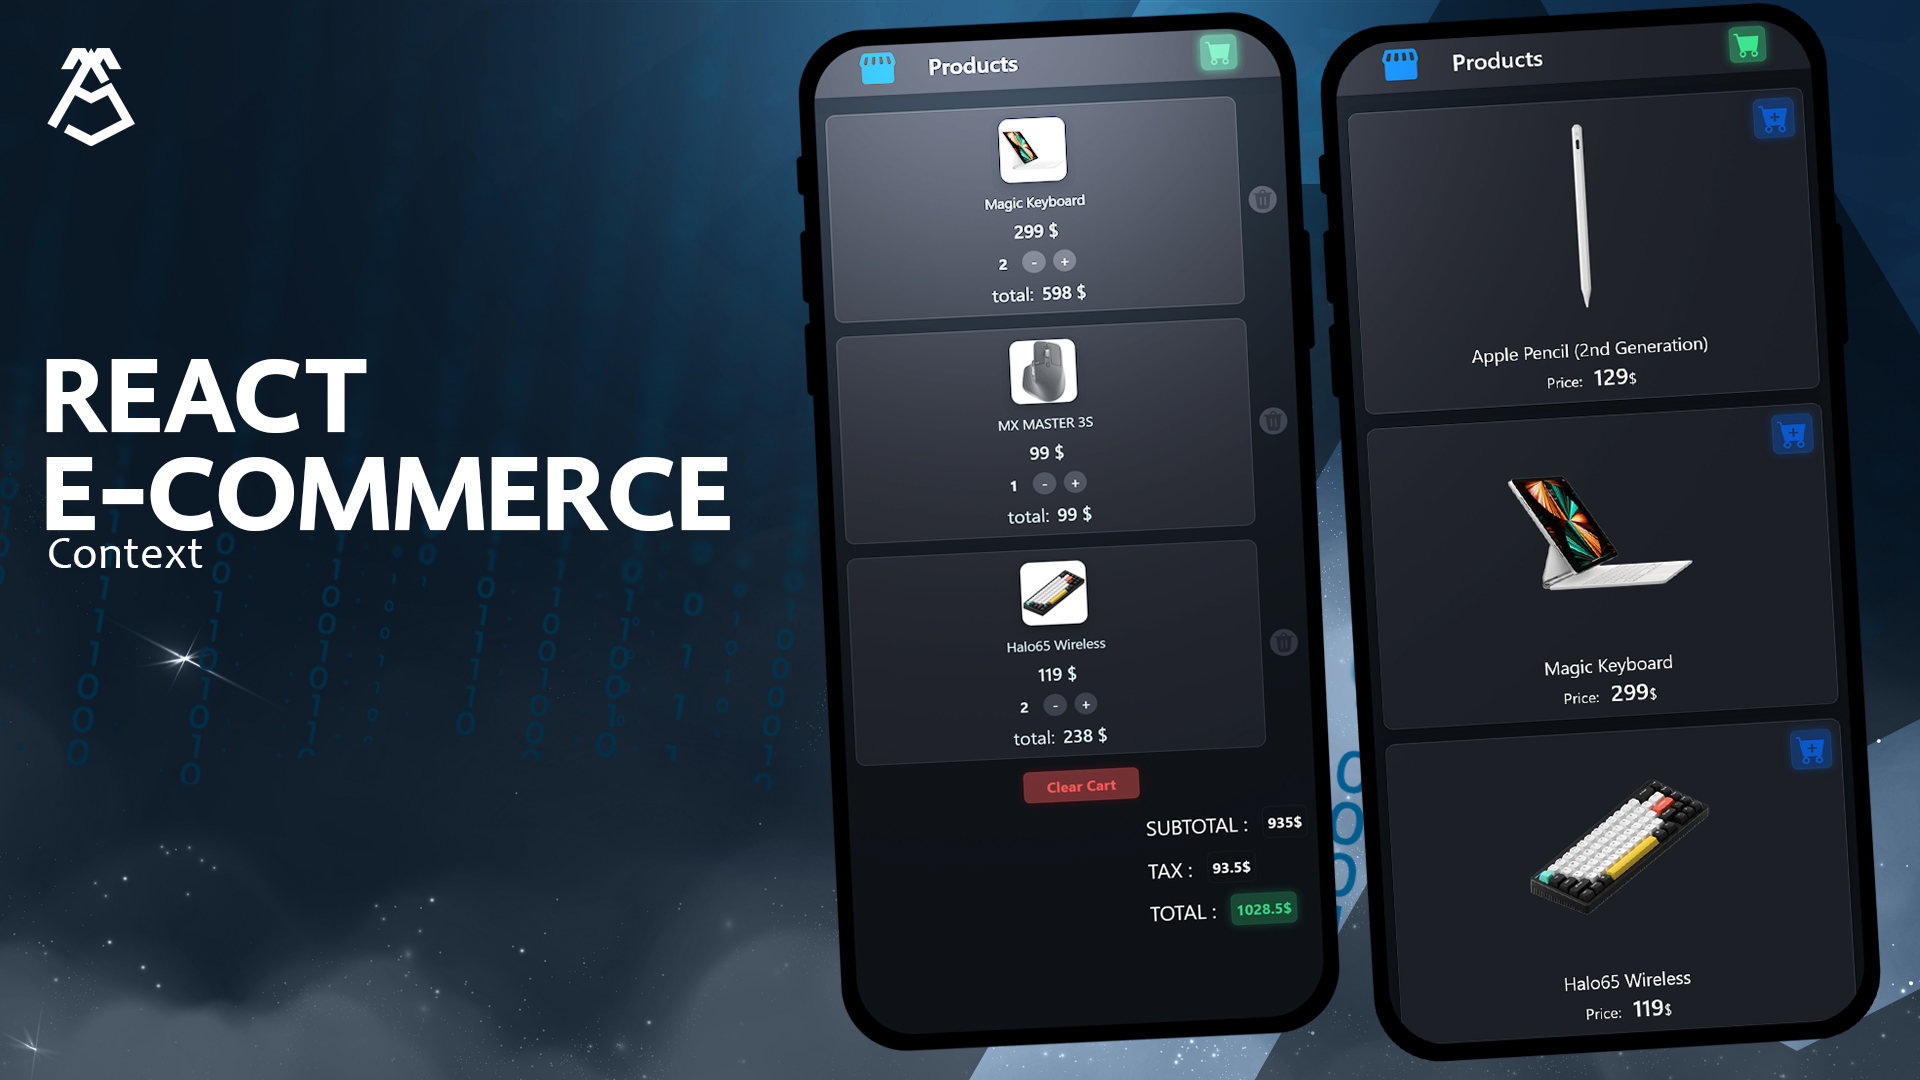 REACT
E-COMMERCE
Context
Products
Magic Keyboard
299 $
2 - +
total: 598 $
MX MASTER 3S
99 $
1 - +
total: 99 $
Halo65 Wireless
119 $
2 - +
total: 238 $
Clear Cart
SUBTOTAL : 935$
TAX : 93.5$
TOTAL : 1028.5$
Products
Apple Pencil (2nd Generation)
Price: 129$
Magic Keyboard
Price: 299$
Halo65 Wireless
Price: 119$